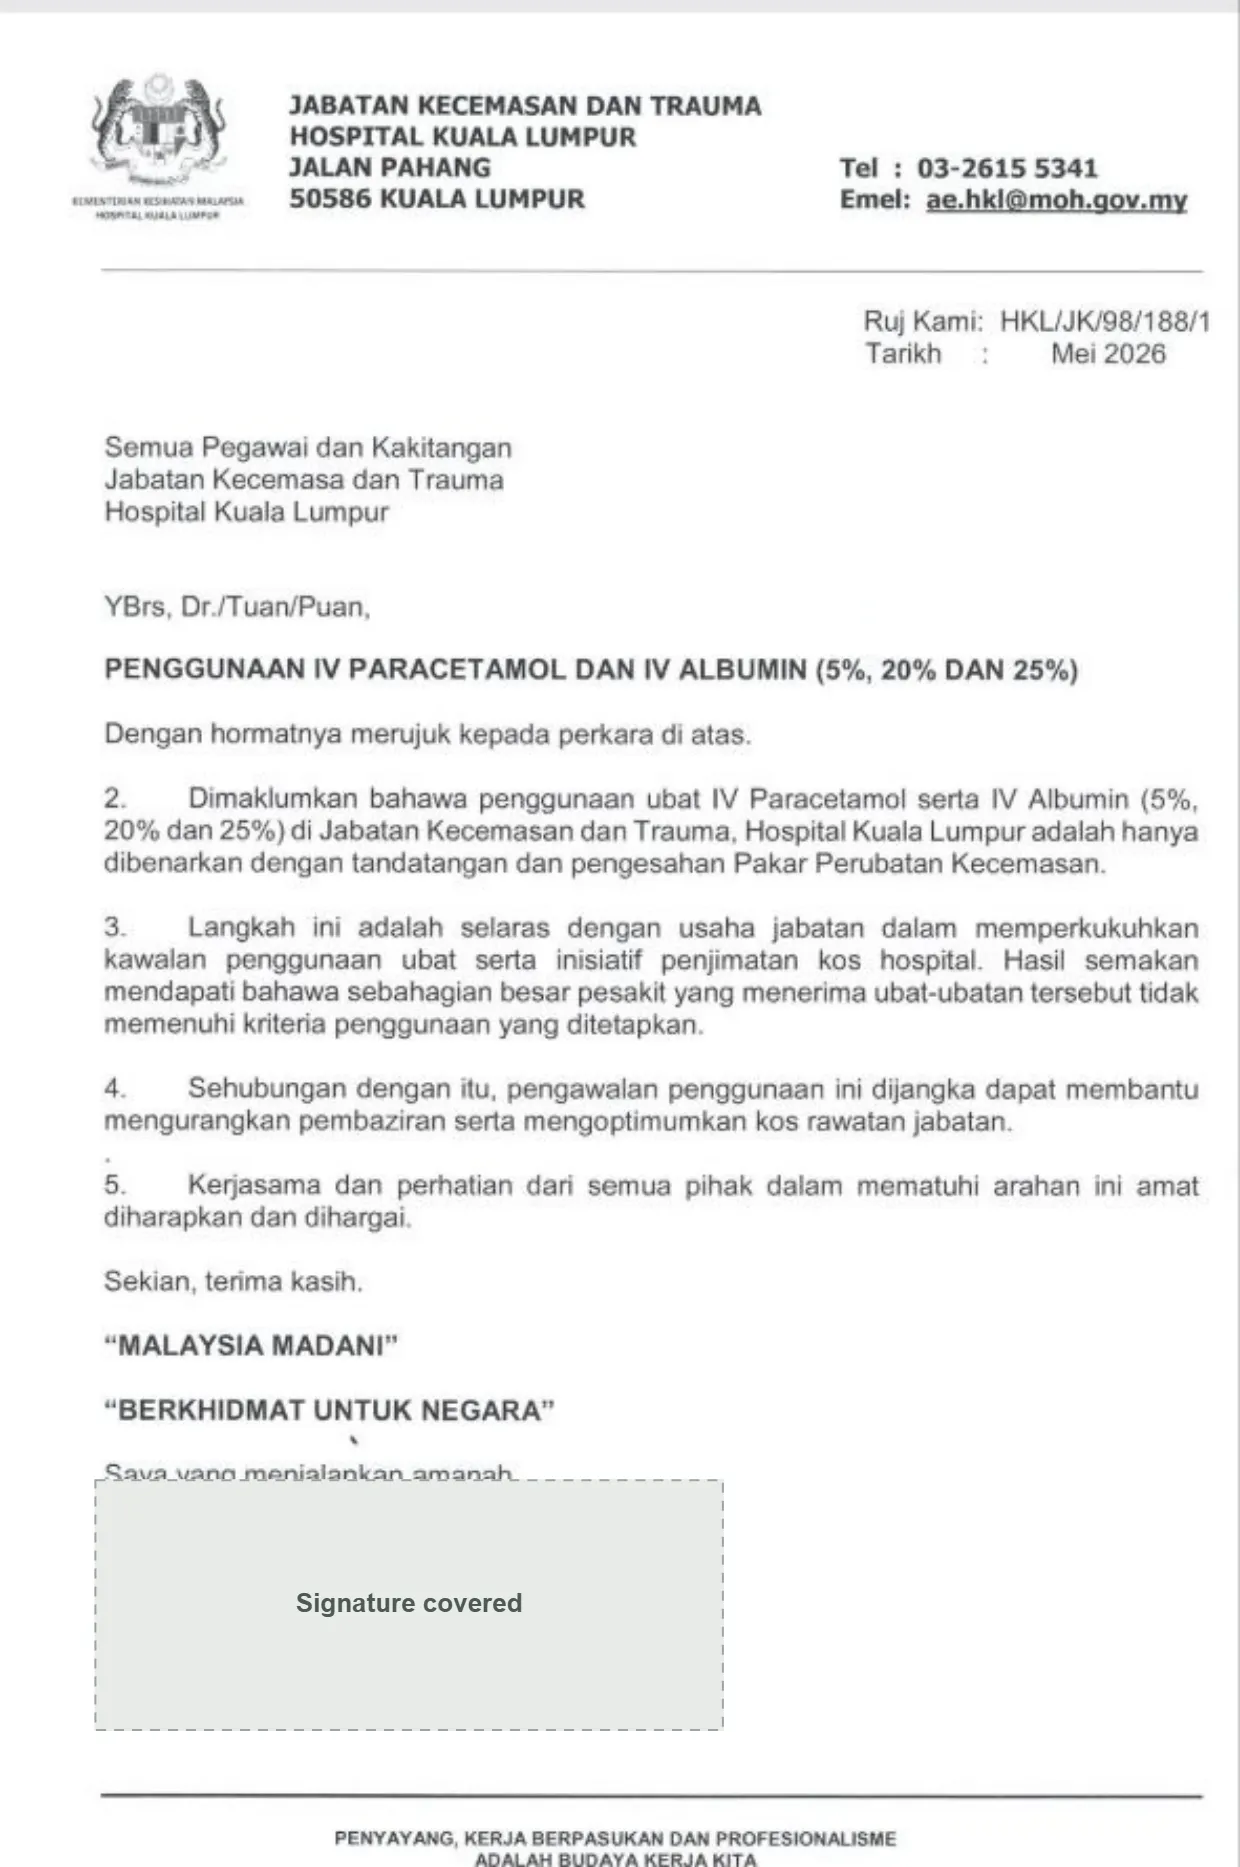 KEMENTERIAN KESIHATAN MALAYSIA
HOSPITAL KUALA LUMPUR
JABATAN KECEMASAN DAN TRAUMA
HOSPITAL KUALA LUMPUR
JALAN PAHANG
50586 KUALA LUMPUR
Tel : 03-2615 5341
Emel: ae.hkl@moh.gov.my
Ruj Kami: HKL/JK/98/188/1
Tarikh : Mei 2026
Semua Pegawai dan Kakitangan
Jabatan Kecemasa dan Trauma
Hospital Kuala Lumpur
YBrs, Dr./Tuan/Puan,
PENGGUNAAN IV PARACETAMOL DAN IV ALBUMIN (5%, 20% DAN 25%)
Dengan hormatnya merujuk kepada perkara di atas.
2. Dimaklumkan bahawa penggunaan ubat IV Paracetamol serta IV Albumin (5%,
20% dan 25%) di Jabatan Kecemasan dan Trauma, Hospital Kuala Lumpur adalah hanya
dibenarkan dengan tandatangan dan pengesahan Pakar Perubatan Kecemasan.
3. Langkah ini adalah selaras dengan usaha jabatan dalam memperkukuhkan
kawalan penggunaan ubat serta inisiatif penjimatan kos hospital. Hasil semakan
mendapati bahawa sebahagian besar pesakit yang menerima ubat-ubatan tersebut tidak
memenuhi kriteria penggunaan yang ditetapkan.
4. Sehubungan dengan itu, pengawalan penggunaan ini dijangka dapat membantu
mengurangkan pembaziran serta mengoptimumkan kos rawatan jabatan.
.
5. Kerjasama dan perhatian dari semua pihak dalam mematuhi arahan ini amat
diharapkan dan dihargai.
Sekian, terima kasih.
“MALAYSIA MADANI”
“BERKHIDMAT UNTUK NEGARA”
Saya yang menjalankan amanah
Signature covered
PENYAYANG, KERJA BERPASUKAN DAN PROFESIONALISME
ADALAH BUDAYA KERJA KITA